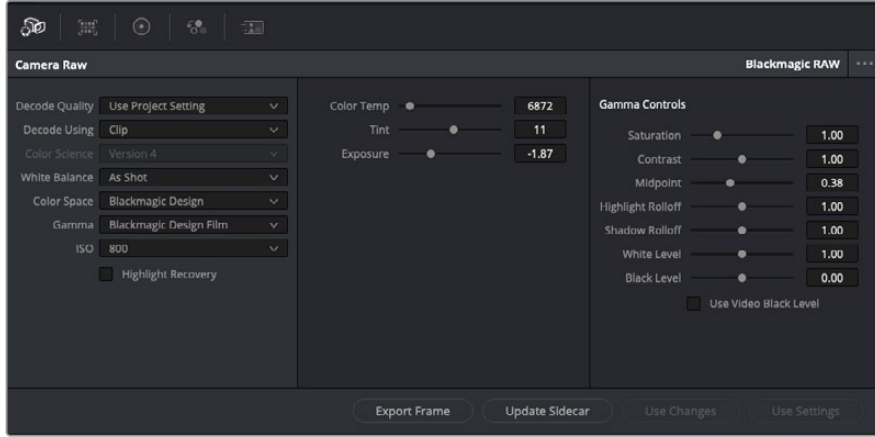 Camera Raw
Blackmagic RAW
Decode Quality Use Project Setting
Decode Using Clip
Color Science Version 4
White Balance As Shot
Color Space Blackmagic Design
Gamma Blackmagic Design Film
ISO 800
Highlight Recovery
Color Temp 6872
Tint 11
Exposure -1.87
Gamma Controls
Saturation 1.00
Contrast 1.00
Midpoint 0.38
Highlight Rolloff 1.00
Shadow Rolloff 1.00
White Level 1.00
Black Level 0.00
Use Video Black Level
Export Frame
Update Sidecar
Use Changes
Use Settings